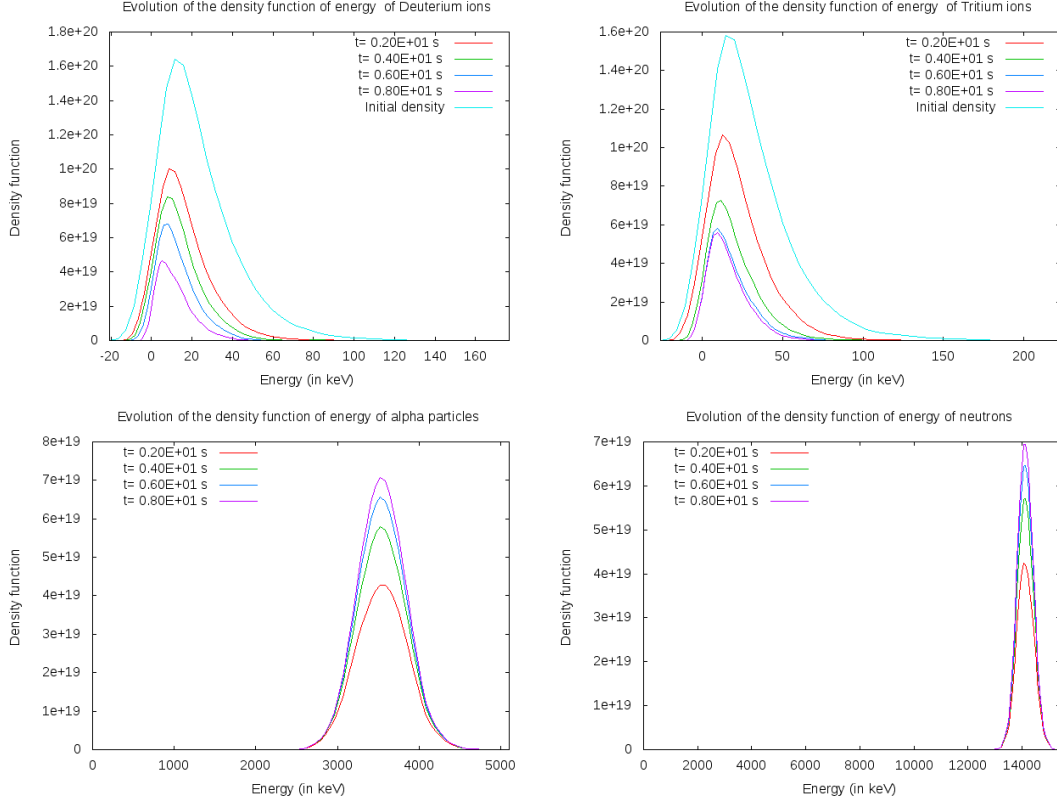 Evolution of the density function of energy of Deuterium ions
1.8e+20
1.6e+20
1.4e+20
1.2e+20
1e+20
8e+19
6e+19
4e+19
2e+19
0
Density function
t= 0.20E+01 s
t= 0.40E+01 s
t= 0.60E+01 s
t= 0.80E+01 s
Initial density
-20 0 20 40 60 80 100 120 140 160
Energy (in keV)
Evolution of the density function of energy of Tritium ions
1.6e+20
1.4e+20
1.2e+20
1e+20
8e+19
6e+19
4e+19
2e+19
0
Density function
t= 0.20E+01 s
t= 0.40E+01 s
t= 0.60E+01 s
t= 0.80E+01 s
Initial density
0 50 100 150 200
Energy (in keV)
Evolution of the density function of energy of alpha particles
8e+19
7e+19
6e+19
5e+19
4e+19
3e+19
2e+19
1e+19
0
Density function
t= 0.20E+01 s
t= 0.40E+01 s
t= 0.60E+01 s
t= 0.80E+01 s
0 1000 2000 3000 4000 5000
Energy (in keV)
Evolution of the density function of energy of neutrons
7e+19
6e+19
5e+19
4e+19
3e+19
2e+19
1e+19
0
Density function
t= 0.20E+01 s
t= 0.40E+01 s
t= 0.60E+01 s
t= 0.80E+01 s
0 2000 4000 6000 8000 10000 12000 14000
Energy (in keV)